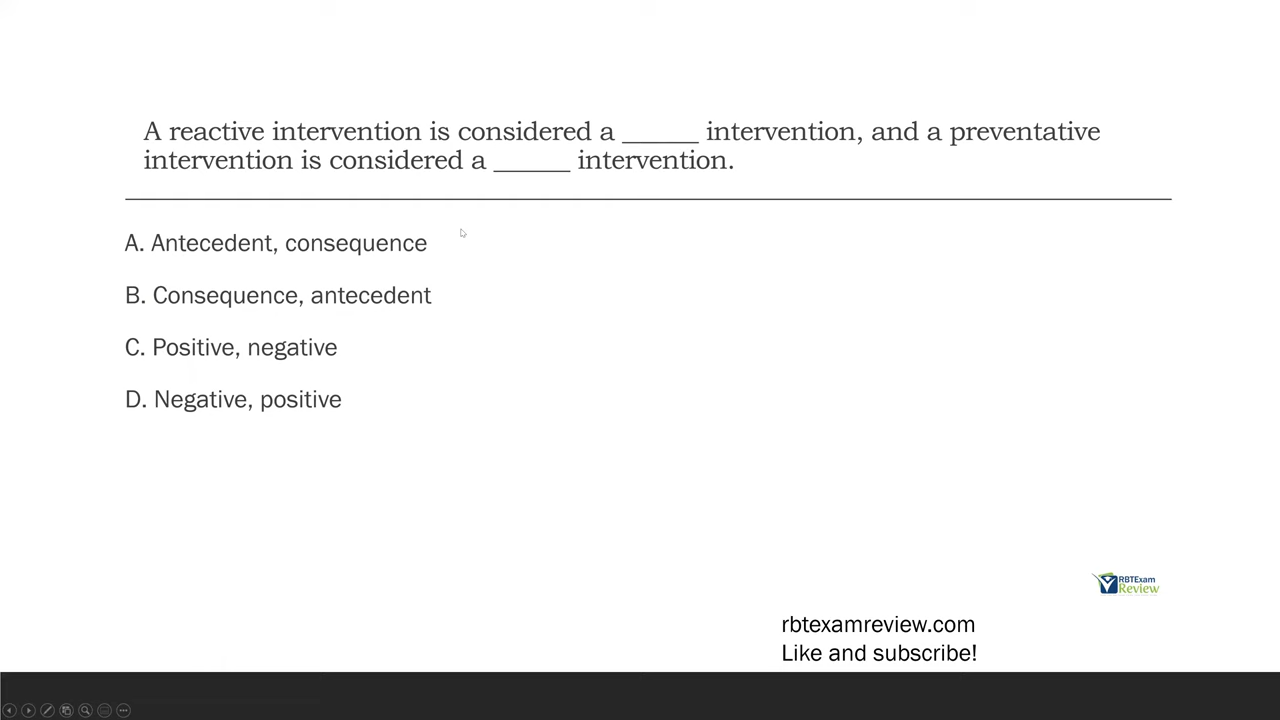 A reactive intervention is considered a ______ intervention, and a preventative
intervention is considered a ______ intervention.
A. Antecedent, consequence
B. Consequence, antecedent
C. Positive, negative
D. Negative, positive
RBTExam
Review
rbtexamreview.com
Like and subscribe!